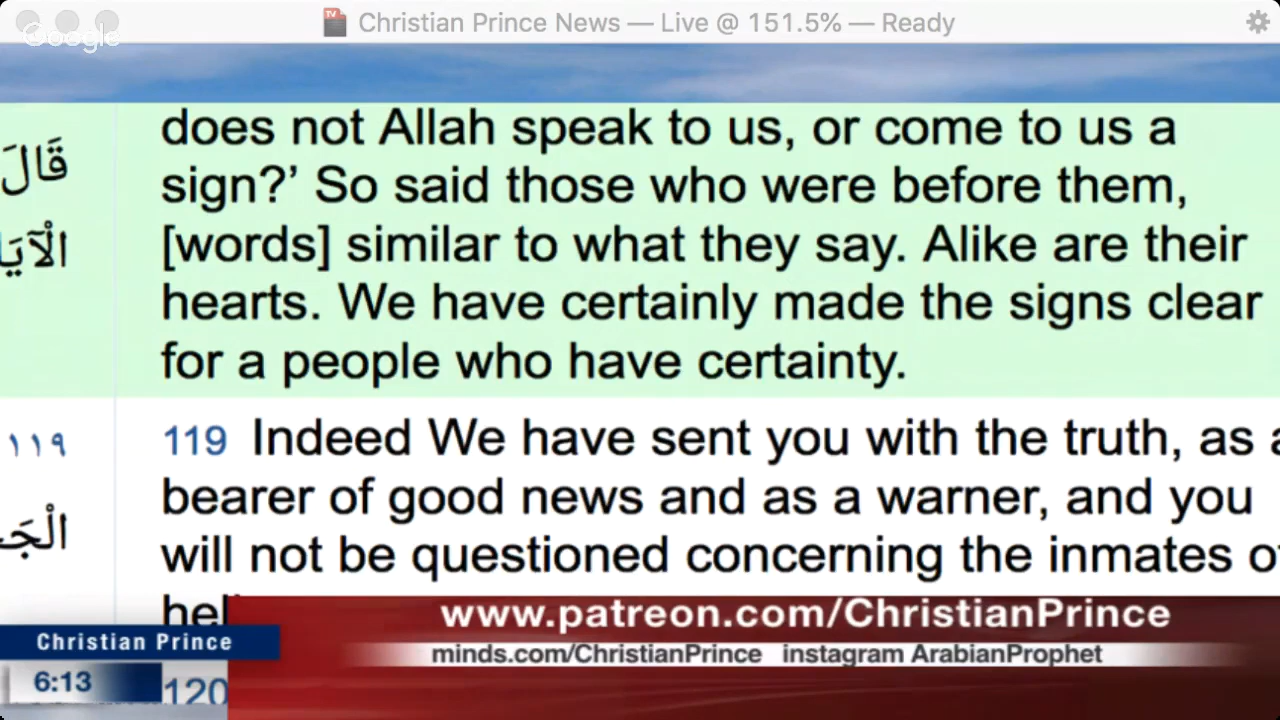 Google
Christian Prince News — Live @ 151.5% — Ready
does not Allah speak to us, or come to us a
قَالَ
sign?’ So said those who were before them,
[words] similar to what they say. Alike are their
hearts. We have certainly made the signs clear
for a people who have certainty.
١١٩
119 Indeed We have sent you with the truth, as a
bearer of good news and as a warner, and you
will not be questioned concerning the inmates of
www.patreon.com/ChristianPrince
Christian Prince
minds.com/ChristianPrince instagram ArabianProphet
6:13
120